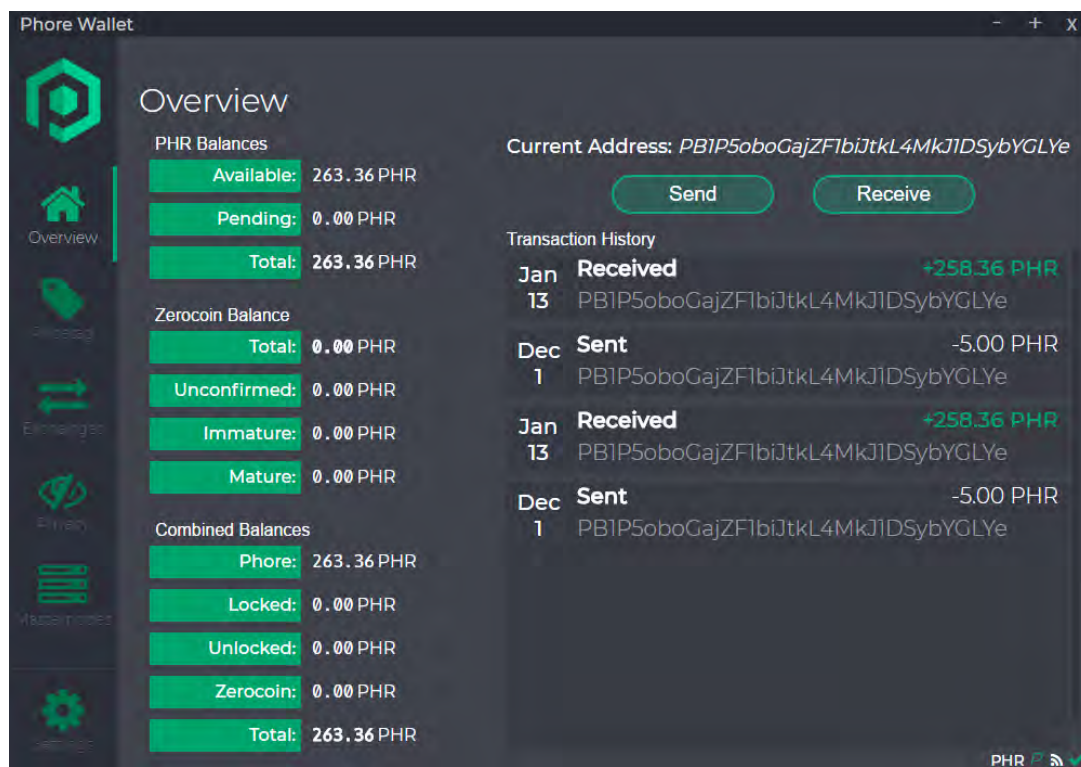 Phore Wallet - + x
Overview
PHR Balances
Available: 263.36 PHR
Pending: 0.00 PHR
Total: 263.36 PHR
Zerocoin Balance
Total: 0.00 PHR
Unconfirmed: 0.00 PHR
Immature: 0.00 PHR
Mature: 0.00 PHR
Combined Balances
Phore: 263.36 PHR
Locked: 0.00 PHR
Unlocked: 0.00 PHR
Zerocoin: 0.00 PHR
Total: 263.36 PHR
Current Address: PB1P5oboGajZF1biJtkL4MkJ1DSybYGLYe
Send Receive
Transaction History
Jan 13 Received +258.36 PHR
PB1P5oboGajZF1biJtkL4MkJ1DSybYGLYe
Dec 1 Sent -5.00 PHR
PB1P5oboGajZF1biJtkL4MkJ1DSybYGLYe
Jan 13 Received +258.36 PHR
PB1P5oboGajZF1biJtkL4MkJ1DSybYGLYe
Dec 1 Sent -5.00 PHR
PB1P5oboGajZF1biJtkL4MkJ1DSybYGLYe
Overview
Exchanges
Privacy
Masternodes
Settings
PHR